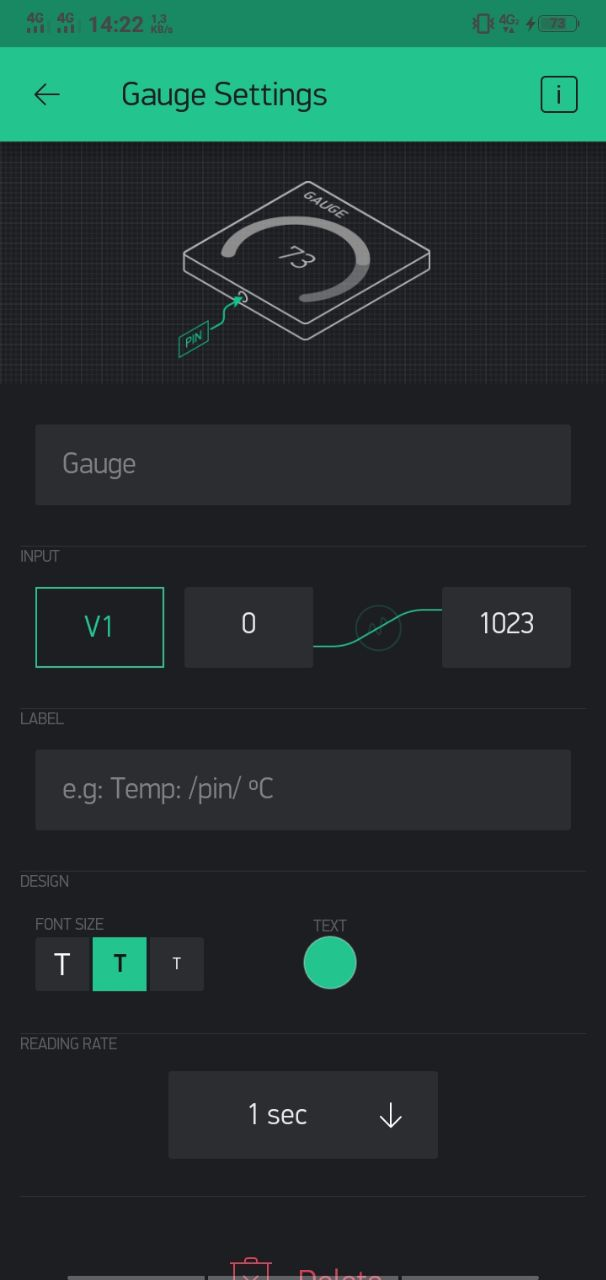 4G 4G 14:22 1,3 KB/s 4G 73
Gauge Settings i
GAUGE
73
PIN
Gauge
INPUT
V1 0 1023
LABEL
e.g: Temp: /pin/ ºC
DESIGN
FONT SIZE TEXT
T T T
READING RATE
1 sec
Delete